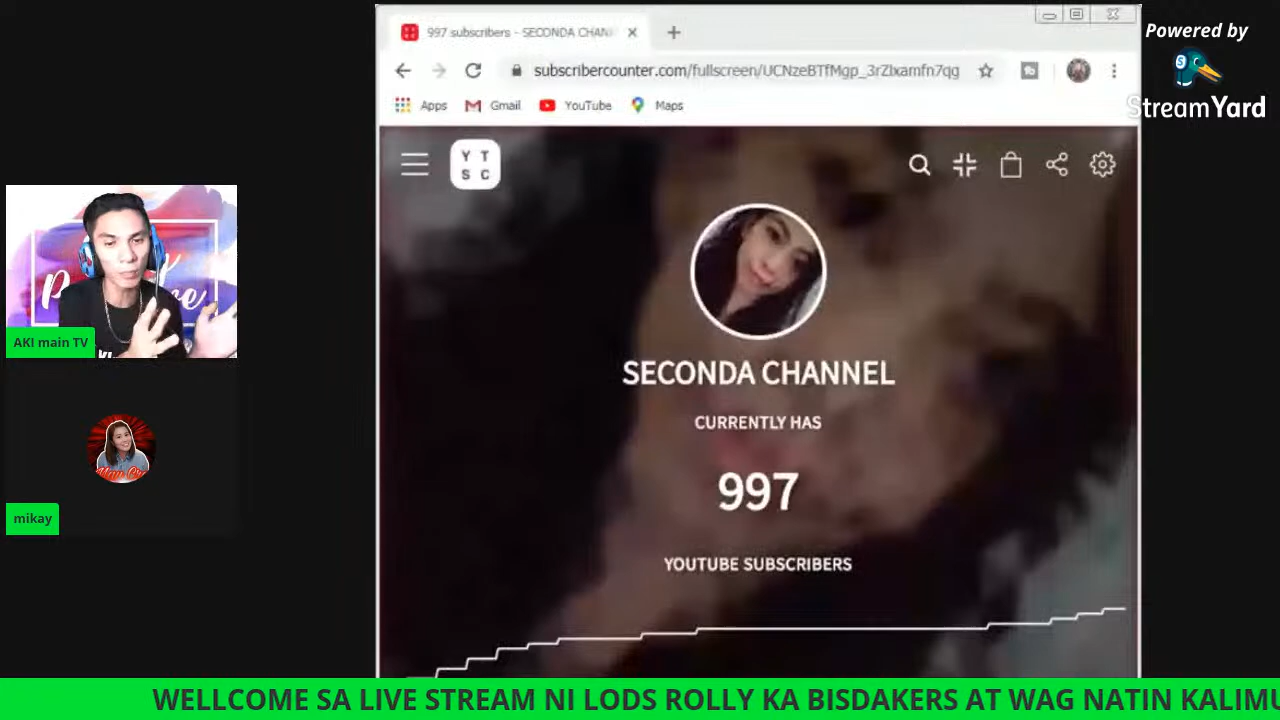 997 subscribers - SECONDA CHAN
Powered by
StreamYard
subscribercounter.com/fullscreen/UCNzeBTfMgp_3rZIxamfn7qg
Apps
Gmail
YouTube
Maps
Y T
S C
SECONDA CHANNEL
CURRENTLY HAS
997
YOUTUBE SUBSCRIBERS
AKI main TV
mikay
WELLCOME SA LIVE STREAM NI LODS ROLLY KA BISDAKERS AT WAG NATIN KALIMU